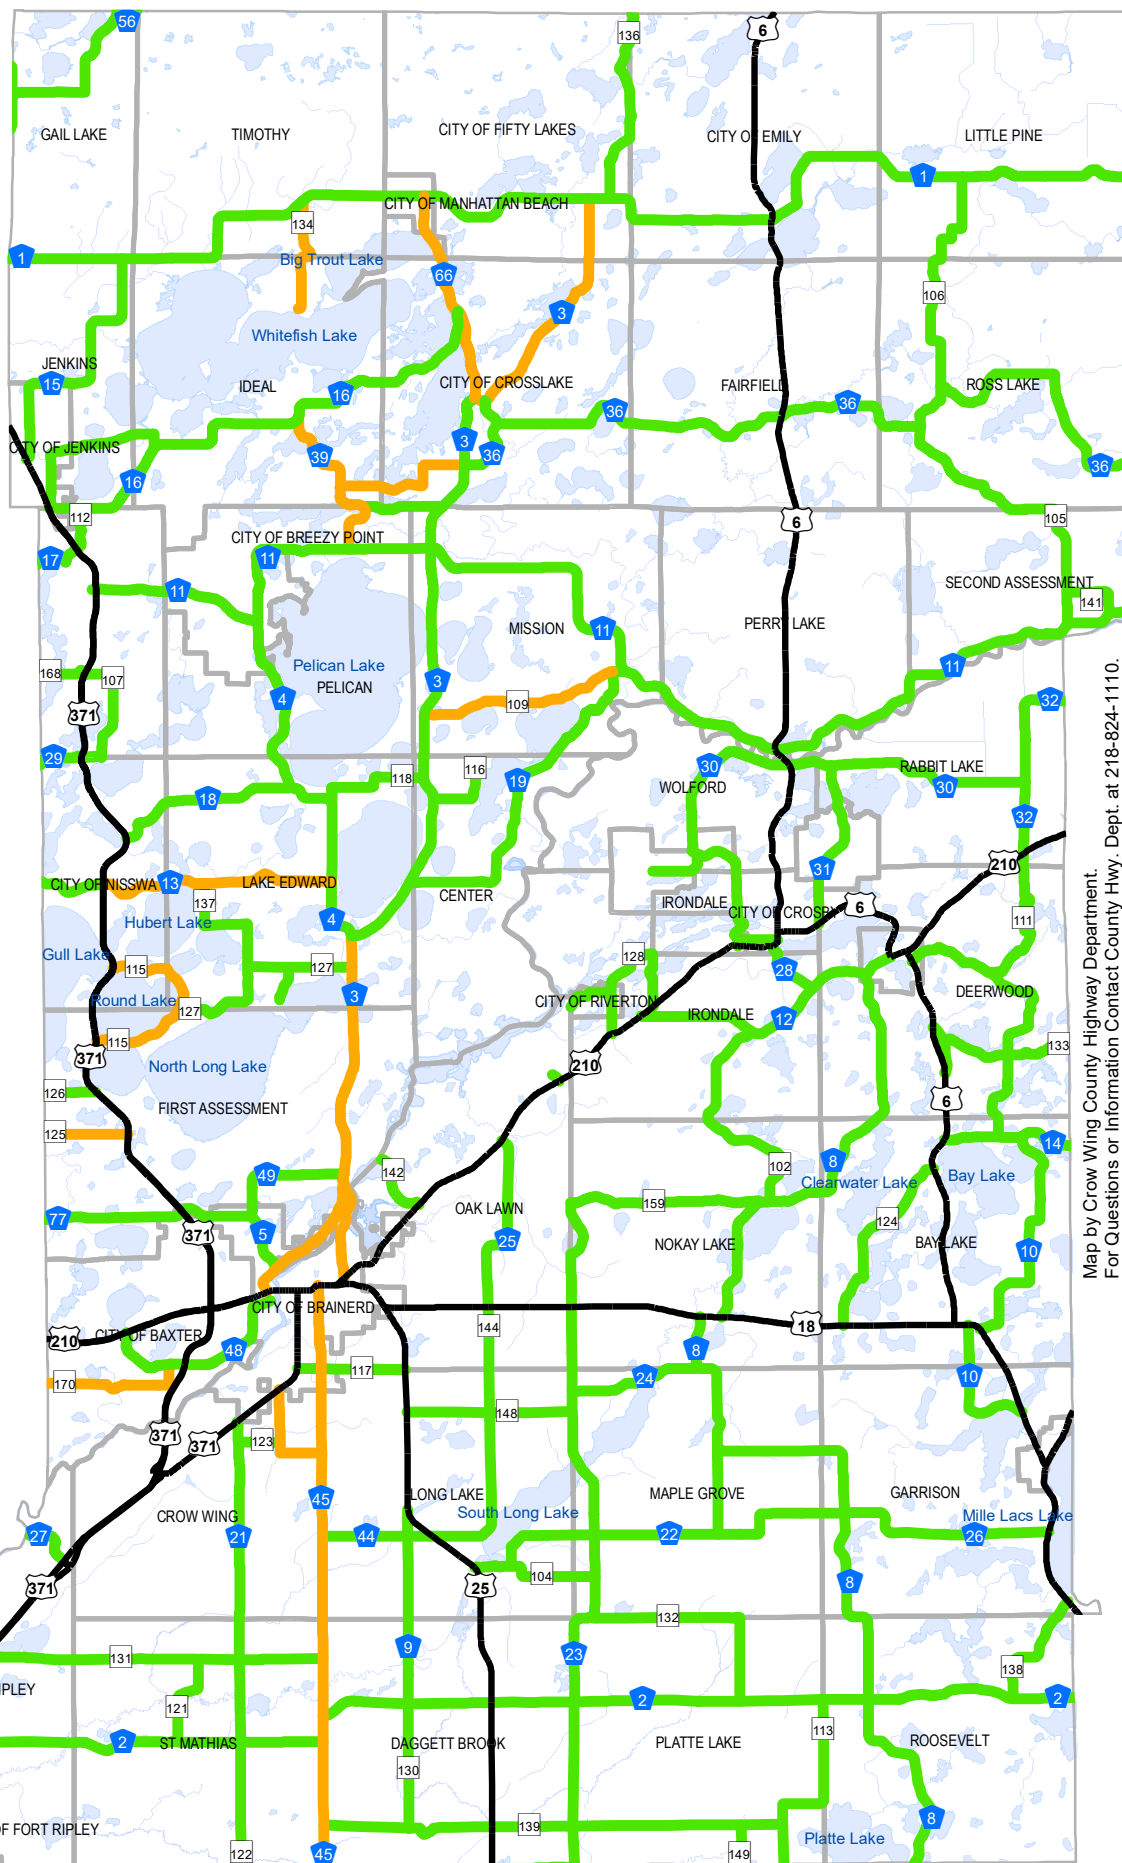 56
136
6
GAIL LAKE
TIMOTHY
CITY OF FIFTY LAKES
CITY OF EMILY
LITTLE PINE
1
CITY OF MANHATTAN BEACH
134
1
Big Trout Lake
66
106
3
Whitefish Lake
JENKINS
15
IDEAL
16
CITY OF CROSSLAKE
FAIRFIELD
ROSS LAKE
36
36
CITY OF JENKINS
3
36
39
36
16
112
6
105
17
CITY OF BREEZY POINT
11
11
SECOND ASSESSMENT
141
MISSION
11
PERRY LAKE
Pelican Lake
PELICAN
11
168
107
3
4
109
32
371
29
30
RABBIT LAKE
30
118
116
19
WOLFORD
18
32
31
210
CITY OF NISSWA
13
LAKE EDWARD
CENTER
137
IRONDALE
CITY OF CROSBY
6
Hubert Lake
4
111
Gull Lake
115
127
128
28
Round Lake
127
3
CITY OF RIVERTON
DEERWOOD
IRONDALE
12
115
371
North Long Lake
210
133
126
FIRST ASSESSMENT
6
125
142
49
102
8
14
Clearwater Lake
Bay Lake
77
OAK LAWN
159
124
371
5
25
NOKAY LAKE
BAY LAKE
10
CITY OF BRAINERD
210
CITY OF BAXTER
144
18
48
8
170
117
24
10
371
371
123
148
45
LONG LAKE
MAPLE GROVE
GARRISON
CROW WING
South Long Lake
Mille Lacs Lake
27
21
44
22
26
371
25
104
8
132
9
23
131
138
IPLEY
121
2
2
2
ST MATHIAS
DAGGETT BROOK
PLATTE LAKE
113
ROOSEVELT
130
OF FORT RIPLEY
139
8
Platte Lake
122
45
149
Map by Crow Wing County Highway Department.
For Questions or Information Contact County Hwy. Dept. at 218-824-1110.